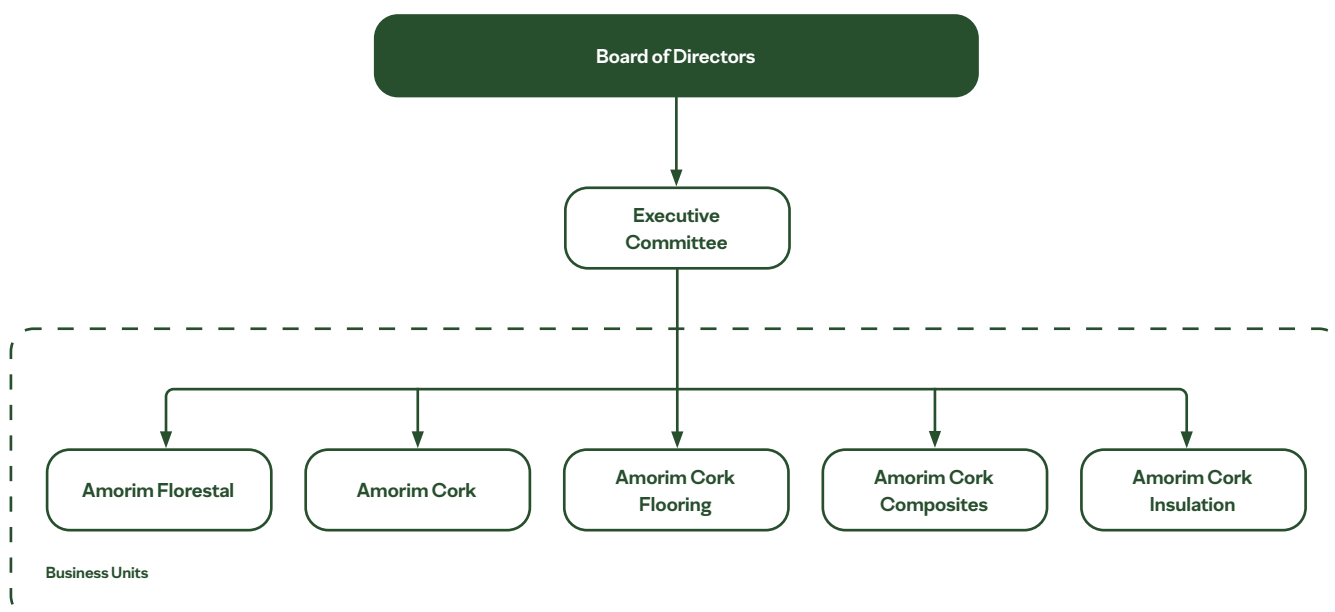 Board of Directors
Executive
Committee
Amorim Florestal
Amorim Cork
Amorim Cork
Flooring
Amorim Cork
Composites
Amorim Cork
Insulation
Business Units